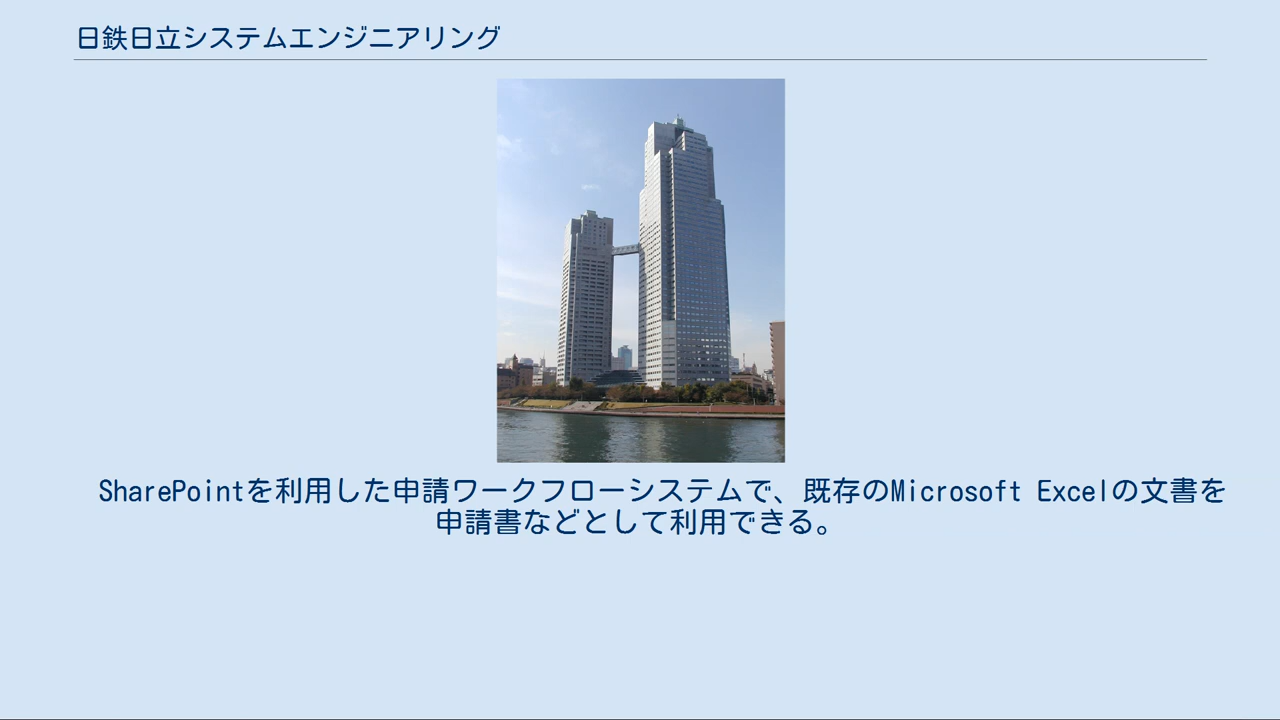 日鉄日立システムエンジニアリング
SharePointを利用した申請ワークフローシステムで、既存のMicrosoft Excelの文書を
申請書などとして利用できる。